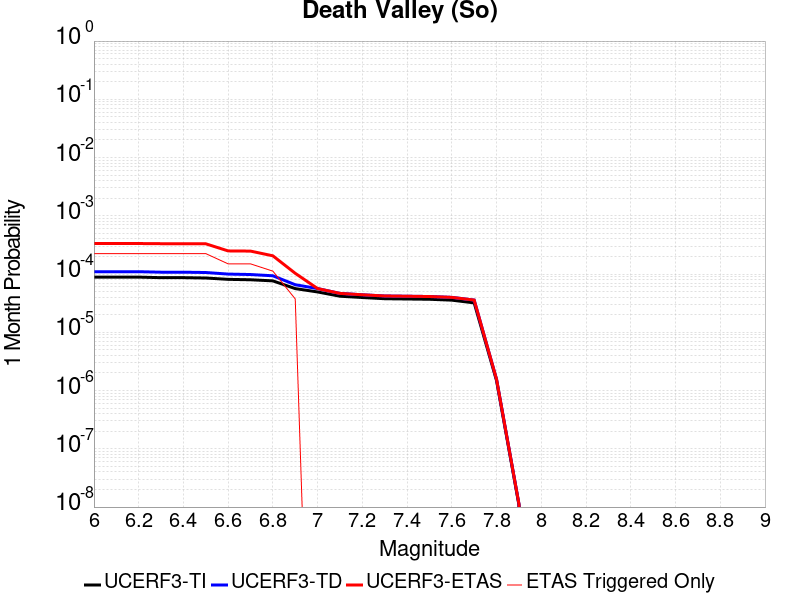 Death Valley (So)
10^0
10^-1
10^-2
10^-3
10^-4
10^-5
10^-6
10^-7
10^-8
1 Month Probability
6 6.2 6.4 6.6 6.8 7 7.2 7.4 7.6 7.8 8 8.2 8.4 8.6 8.8 9
Magnitude
UCERF3-TI UCERF3-TD UCERF3-ETAS ETAS Triggered Only